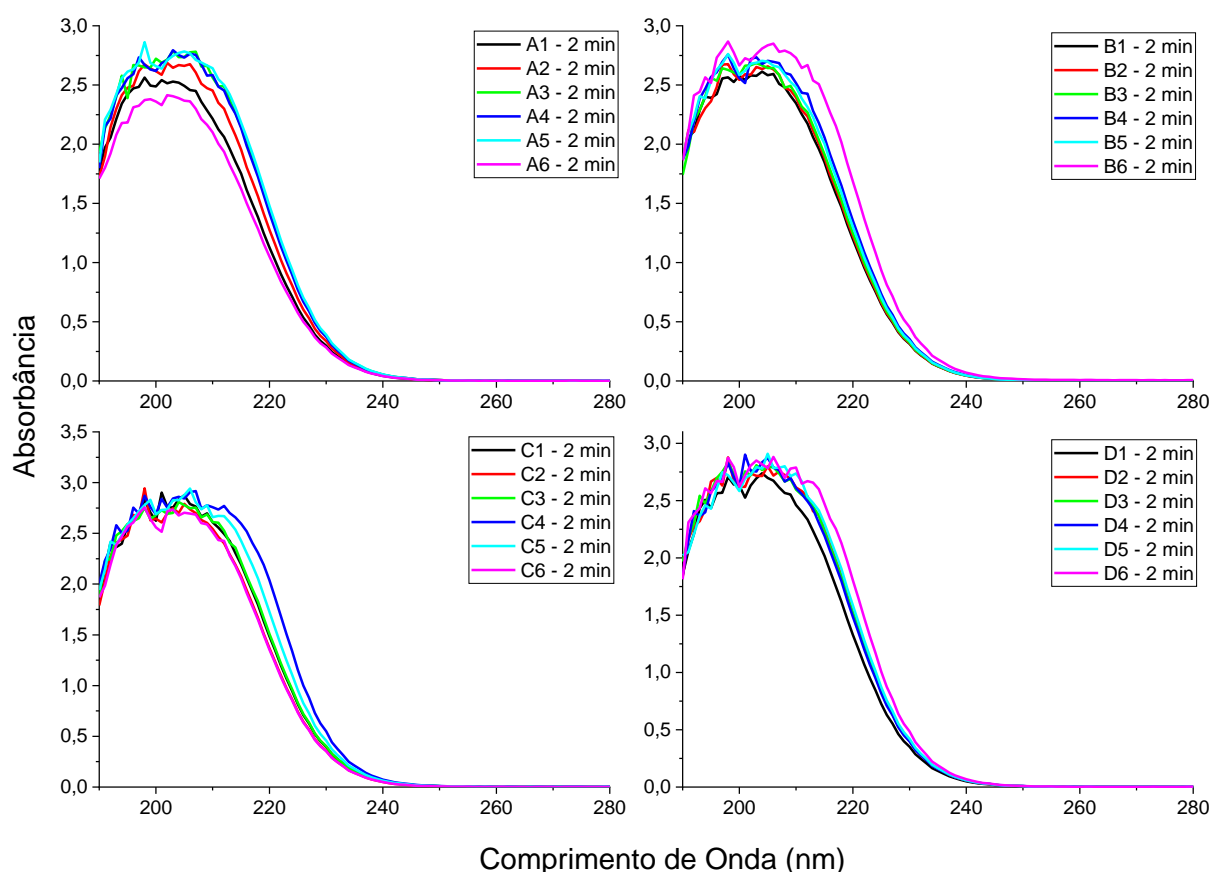 3,0
2,5
2,0
1,5
1,0
0,5
0,0
200
220
240
260
280
A1 - 2 min
A2 - 2 min
A3 - 2 min
A4 - 2 min
A5 - 2 min
A6 - 2 min
3,0
2,5
2,0
1,5
1,0
0,5
0,0
200
220
240
260
280
B1 - 2 min
B2 - 2 min
B3 - 2 min
B4 - 2 min
B5 - 2 min
B6 - 2 min
Absorbância
3,5
3,0
2,5
2,0
1,5
1,0
0,5
0,0
200
220
240
260
280
C1 - 2 min
C2 - 2 min
C3 - 2 min
C4 - 2 min
C5 - 2 min
C6 - 2 min
3,0
2,5
2,0
1,5
1,0
0,5
0,0
200
220
240
260
280
D1 - 2 min
D2 - 2 min
D3 - 2 min
D4 - 2 min
D5 - 2 min
D6 - 2 min
Comprimento de Onda (nm)